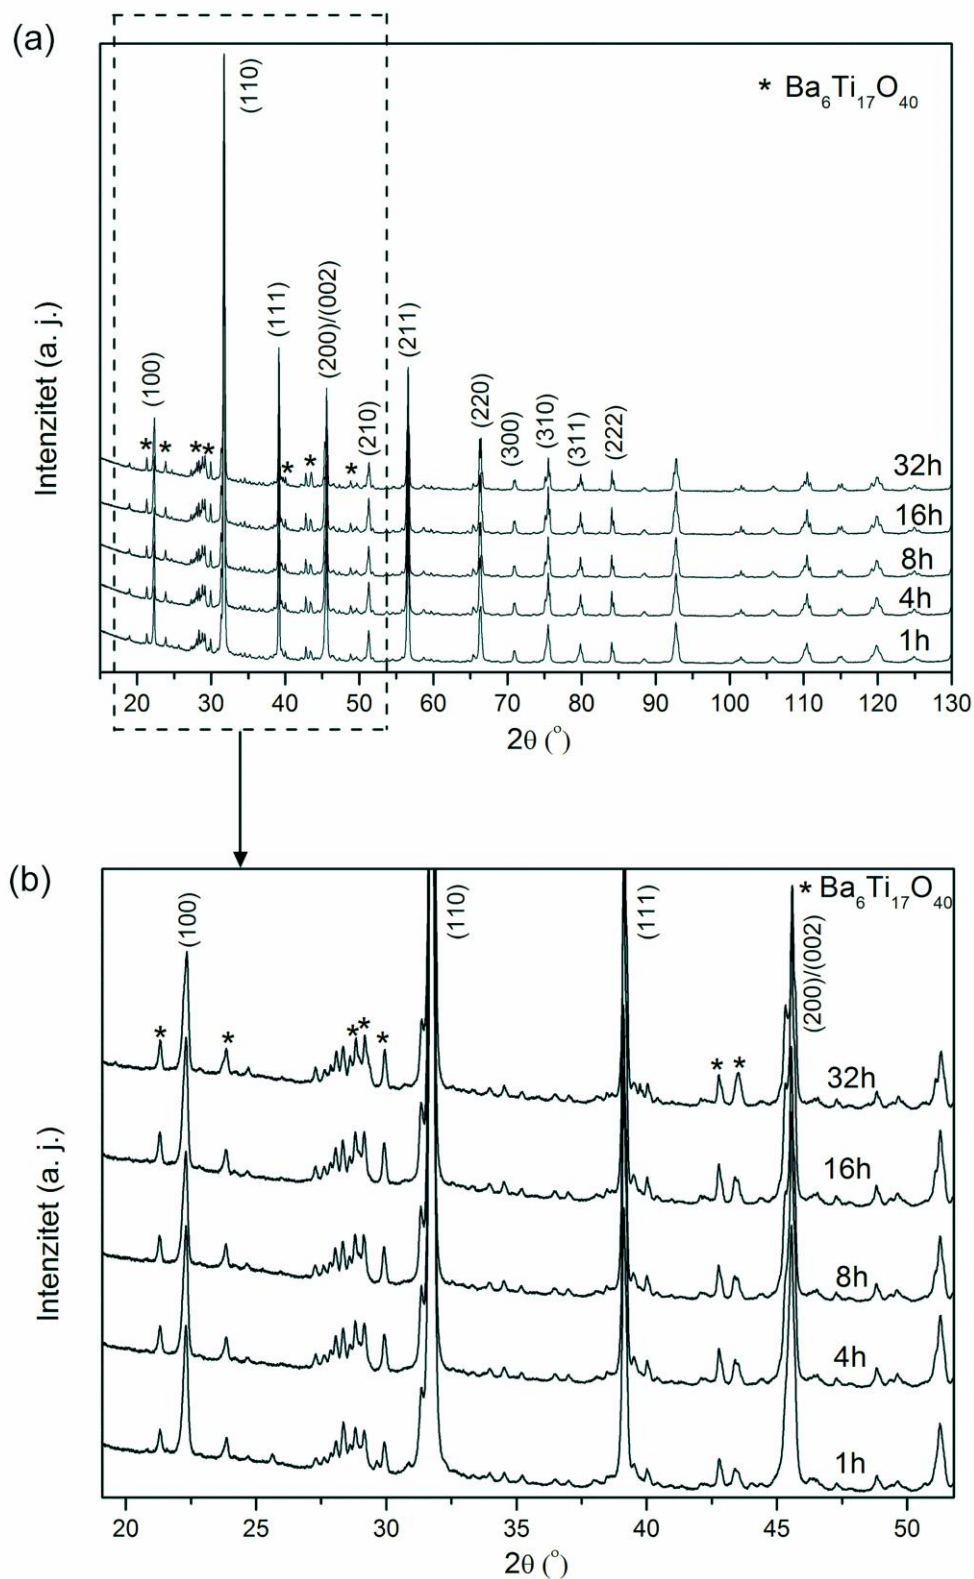 (a)
* Ba6Ti17O40
(110)
(111)
(200)/(002)
(211)
(100)
(210)
(220)
(300)
(310)
(311)
(222)
* * * * * * *
32h
16h
8h
4h
1h
Intenzitet (a. j.)
20 30 40 50 60 70 80 90 100 110 120 130
2θ (°)
(b)
* Ba6Ti17O40
(100)
(110)
(111)
(200)/(002)
* * * * * * *
32h
16h
8h
4h
1h
Intenzitet (a. j.)
20 25 30 35 40 45 50
2θ (°)